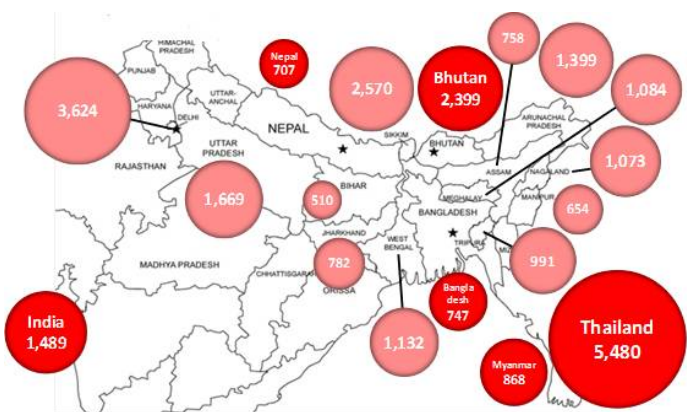 HIMACHAL
PRADESH
PUNJAB
HARYANA
DELHI
UTTAR-
ANCHAL
3,624
RAJASTHAN
UTTAR
PRADESH
Nepal
707
NEPAL
2,570
SIKKIM
Bhutan
2,399
BHUTAN
758
1,399
1,084
ARUNACHAL
PRADESH
ASSAM
NAGALAND
1,073
1,669
510
BIHAR
MEGHALAY
BANGLADESH
MANIPUR
654
JHARKHAND
782
WEST
BENGAL
TRIPURA
991
MADHYA PRADESH
CHHATTISGARH
ORISSA
India
1,489
1,132
Bangla
desh
747
Myanmar
868
Thailand
5,480